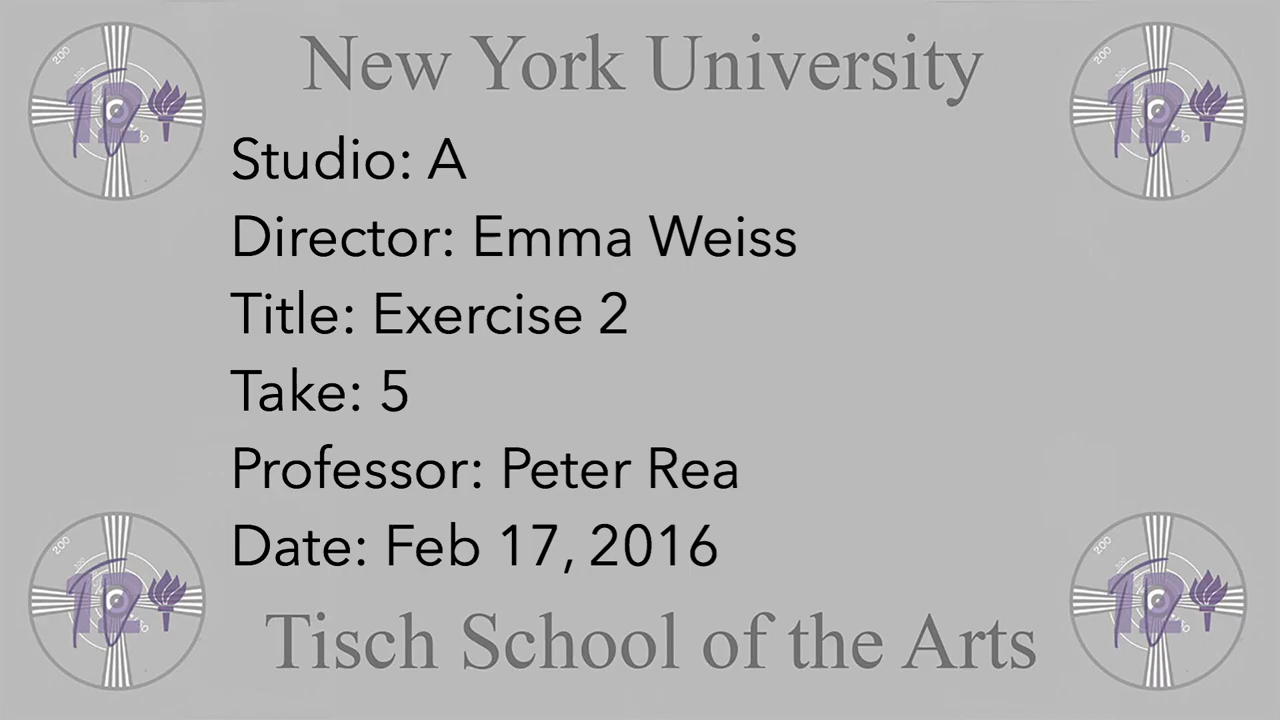 New York University
Studio: A
Director: Emma Weiss
Title: Exercise 2
Take: 5
Professor: Peter Rea
Date: Feb 17, 2016
Tisch School of the Arts